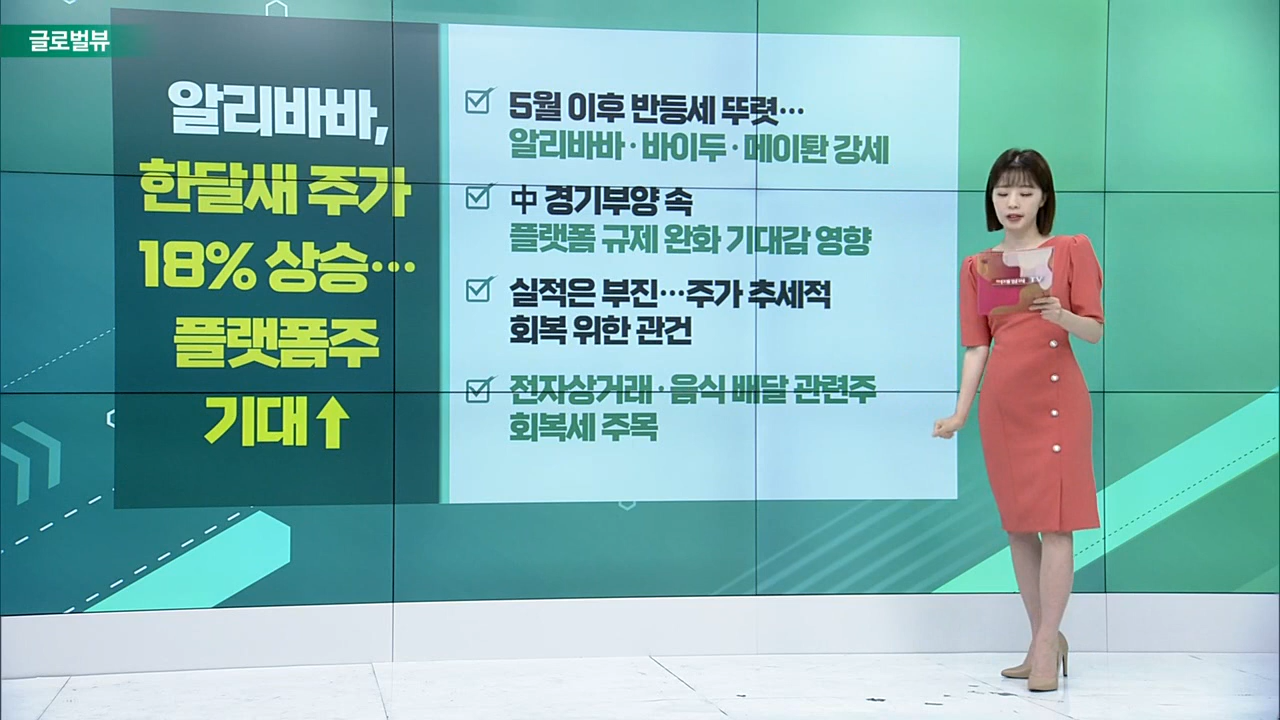 글로벌뷰
알리바바,
한달새 주가
18% 상승…
플랫폼주
기대↑
5월 이후 반등세 뚜렷…
알리바바·바이두·메이퇀 강세
中 경기부양 속
플랫폼 규제 완화 기대감 영향
실적은 부진…주가 추세적
회복 위한 관건
전자상거래·음식 배달 관련주
회복세 주목